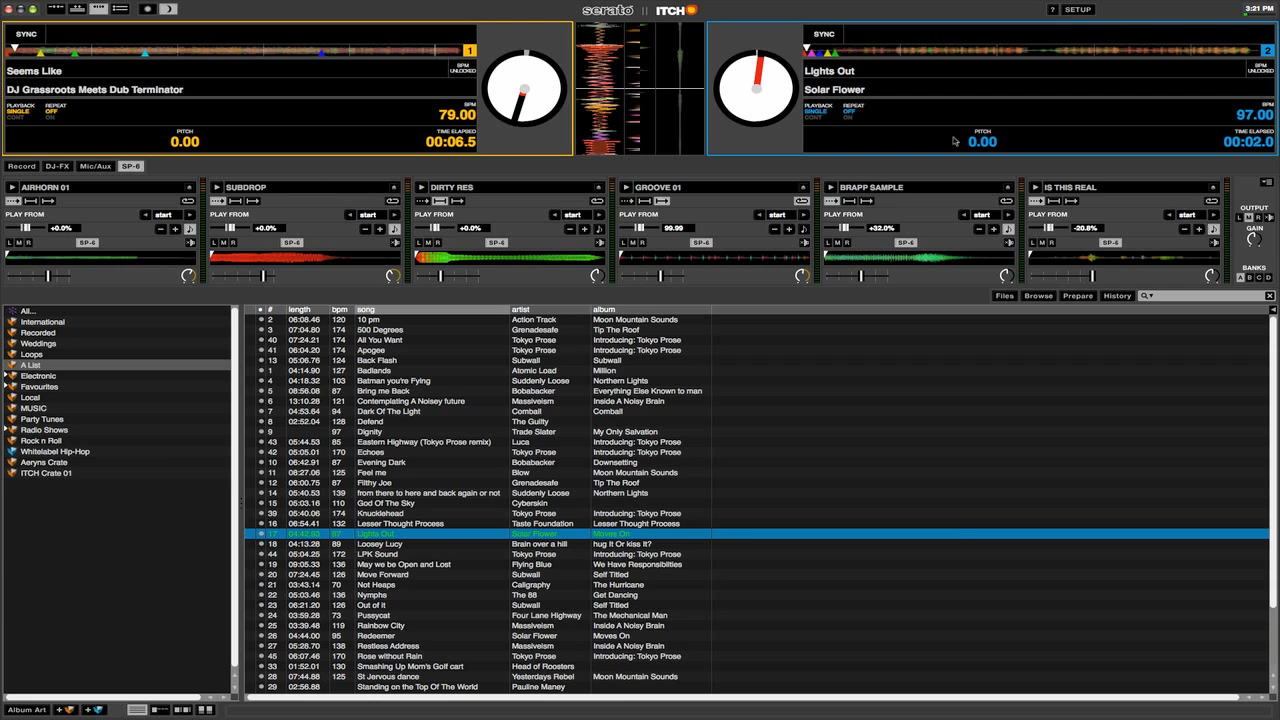 serato ITCH ? SETUP 3:21 PM
SYNC
1
Seems Like
BPM UNLOCKED
DJ Grassroots Meets Dub Terminator
PLAYBACK REPEAT BPM
SINGLE OFF 79.00
CONT ON
PITCH TIME ELAPSED
0.00 00:06.5
SYNC
2
Lights Out
BPM UNLOCKED
Solar Flower
PLAYBACK REPEAT BPM
SINGLE OFF 97.00
CONT ON
PITCH TIME ELAPSED
0.00 00:02.0
Record DJ-FX Mic/Aux SP-6
AIRHORN 01 SUBDROP DIRTY RES GROOVE 01 BRAPP SAMPLE IS THIS REAL
PLAY FROM start PLAY FROM start PLAY FROM start PLAY FROM start PLAY FROM start PLAY FROM start OUTPUT
L M R
+0.0% +0.0% +0.0% 99.99 +32.0% -20.8% GAIN
L M R SP-6 L M R SP-6 L M R SP-6 L M R SP-6 L M R SP-6 L M R SP-6
BANKS
A B C D
Files Browse Prepare History
All...
International
Recorded
Weddings
Loops
A List
Electronic
Favourites
Local
MUSIC
Party Tunes
Radio Shows
Rock n Roll
Whitelabel Hip-Hop
Aeryns Crate
ITCH Crate 01
# length bpm song artist album
2 06:08.46 120 10 pm Action Track Moon Mountain Sounds
3 07:04.80 174 500 Degrees Grenadesafe Tip The Roof
40 07:24.21 174 All You Want Tokyo Prose Introducing: Tokyo Prose
41 06:04.20 174 Apogee Tokyo Prose Introducing: Tokyo Prose
13 05:06.76 124 Back Flash Subwall Subwall
1 04:14.90 127 Badlands Atomic Load Million
4 04:18.32 103 Batman you're Fying Suddenly Loose Northern Lights
5 08:56.08 87 Bring me Back Bobabacker Everything Else Known to man
6 13:10.28 121 Contemplating A Noisey future Massiveism Inside A Noisy Brain
7 04:53.64 94 Dark Of The Light Comball Comball
8 02:52.04 128 Defend The Guilty
9 97 Dignity Trade Slater My Only Salvation
43 05:44.53 85 Eastern Highway (Tokyo Prose remix) Luca Introducing: Tokyo Prose
42 05:05.01 170 Echoes Tokyo Prose Introducing: Tokyo Prose
10 06:42.91 87 Evening Dark Bobabacker Downsetting
11 08:27.06 125 Feel me Blow Moon Mountain Sounds
12 06:00.75 87 Filthy Joe Grenadesafe Tip The Roof
14 05:40.53 139 from there to here and back again or not Suddenly Loose Northern Lights
15 05:03.16 110 God Of The Sky Cyberskin
39 05:40.06 174 Knucklehead Tokyo Prose Introducing: Tokyo Prose
16 06:54.41 132 Lesser Thought Process Taste Foundation Lesser Thought Process
17 04:42.93 97 Lights Out Solar Flower Moves On
18 04:13.28 89 Loosey Lucy Brain over a hill hug It Or kiss It?
44 05:04.25 172 LPK Sound Tokyo Prose Introducing: Tokyo Prose
19 09:05.33 136 May we be Open and Lost Flying Blue We Have Responsibilties
20 07:24.45 126 Move Forward Subwall Self Titled
21 03:43.14 70 Not Heaps Caligraphy The Hurricane
22 05:03.46 136 Nymphs The 88 Get Dancing
23 06:21.20 126 Out of it Subwall Self Titled
24 03:59.28 73 Pussycat Four Lane Highway The Mechanical Man
25 03:39.48 119 Rainbow City Massiveism Inside A Noisy Brain
26 04:44.00 95 Redeemer Solar Flower Moves On
27 05:28.70 138 Restless Address Massiveism Inside A Noisy Brain
45 06:07.46 170 Rose without Rain Tokyo Prose Introducing: Tokyo Prose
33 01:52.01 130 Smashing Up Mom's Golf cart Head of Roosters
28 07:44.88 125 St Jervous dance Yesterdays Rebel Moon Mountain Sounds
29 02:56.88 Standing on the Top Of The World Pauline Maney
Album Art